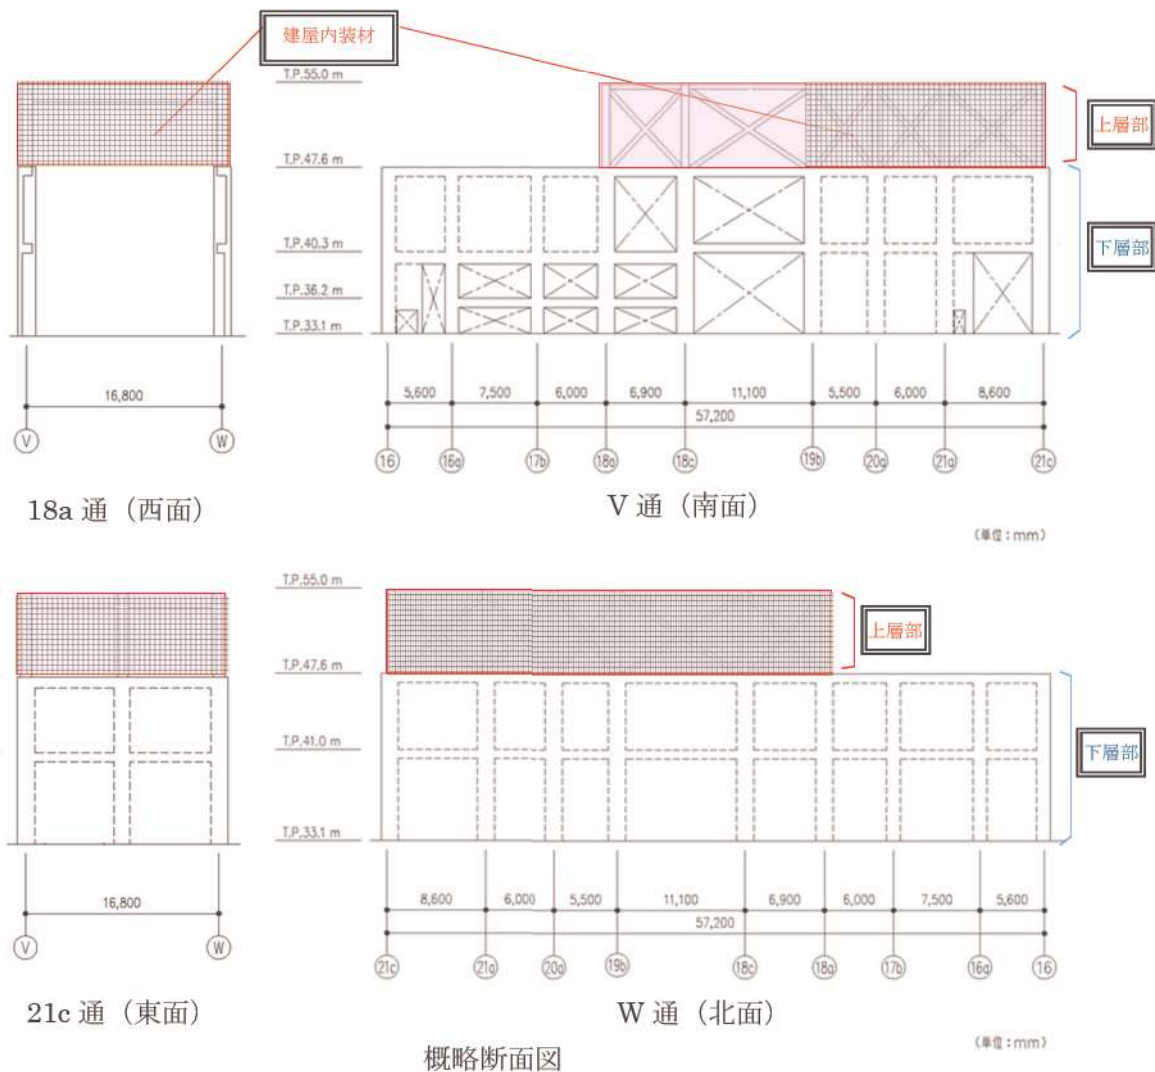 建屋内装材
T.P.55.0 m
上層部
T.P.47.6 m
下層部
T.P.40.3 m
T.P.36.2 m
T.P.33.1 m
16,800
5,600 7,500 6,000 6,900 11,100 5,500 6,000 8,600
57,200
V W
16 16a 17b 18a 18c 19b 20a 21a 21c
18a 通（西面）
V 通（南面）
（単位：mm）
T.P.55.0 m
上層部
T.P.47.6 m
T.P.41.0 m
下層部
T.P.33.1 m
16,800
8,600 6,000 5,500 11,100 6,900 6,000 7,500 5,600
57,200
V W
21c 21a 20a 19b 18c 18a 17b 16a 16
21c 通（東面）
W 通（北面）
（単位：mm）
概略断面図